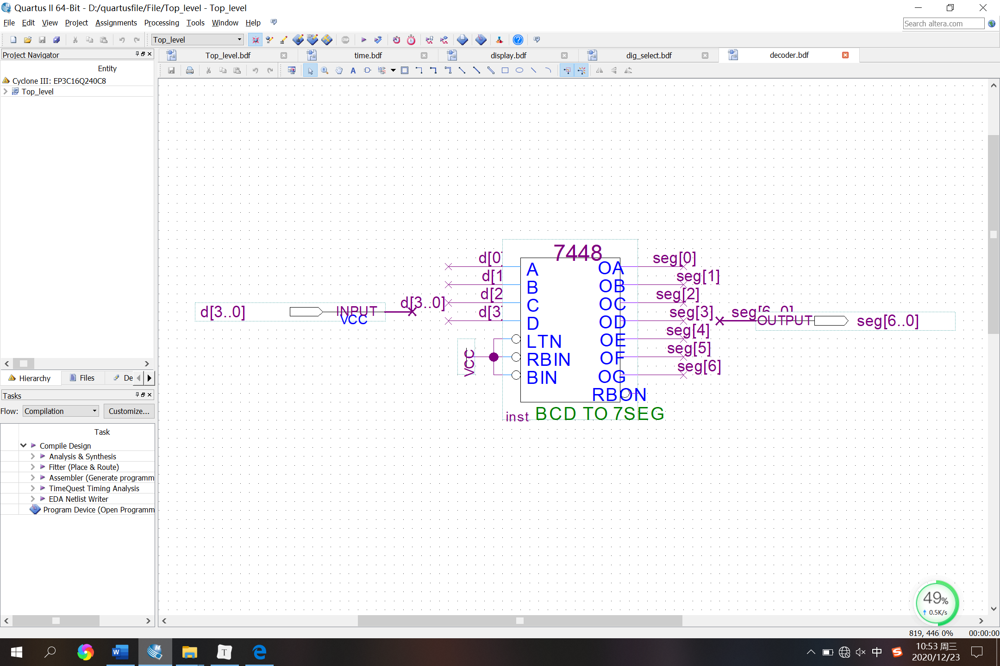 Quartus II 64-Bit - D:/quartusfile/File/Top_level - Top_level
File Edit View Project Assignments Processing Tools Window Help
Search altera.com
Top_level
STOP
Project Navigator
Entity
Cyclone III: EP3C16Q240C8
Top_level
Hierarchy Files De
Tasks
Flow: Compilation Customize...
Task
Compile Design
Analysis & Synthesis
Fitter (Place & Route)
Assembler (Generate programm
TimeQuest Timing Analysis
EDA Netlist Writer
Program Device (Open Programm
Top_level.bdf time.bdf display.bdf dig_select.bdf decoder.bdf
7448
d[0]
A OA seg[0]
d[1
B OB seg[1]
d[2
C OC seg[2]
d[3
D OD seg[3]
d[3..0] INPUT d[3..0]
VCC
seg[6..0]
OUTPUT seg[6..0]
LTN OE seg[4]
VCC RBIN OF seg[5]
BIN OG seg[6]
RBON
inst BCD TO 7SEG
49%
0.5K/s
819, 446 0% 00:00:00
W T 中 S
10:53 周三
2020/12/23